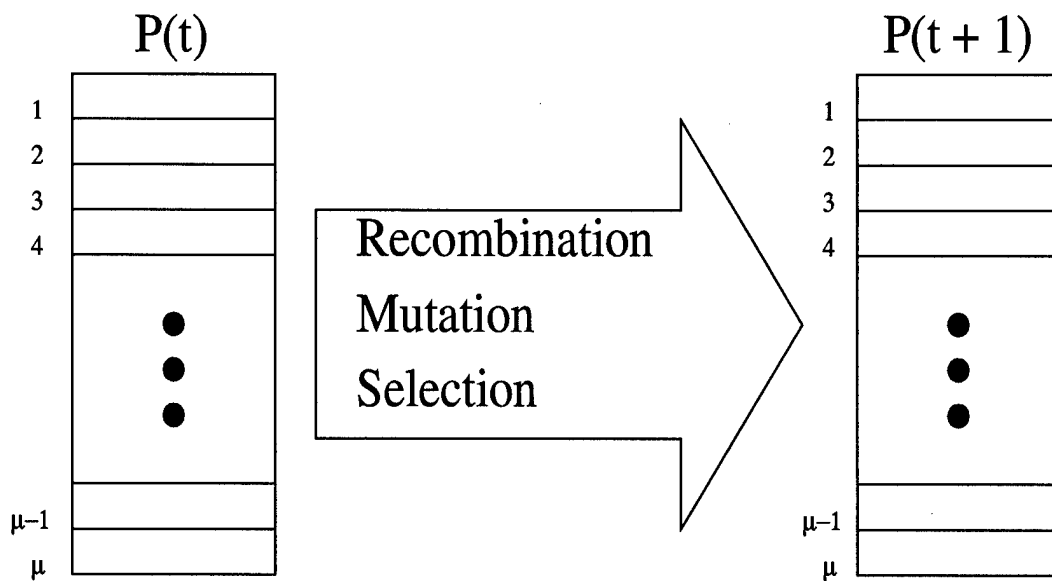 P(t)
1
2
3
4
μ–1
μ
Recombination
Mutation
Selection
P(t + 1)
1
2
3
4
μ–1
μ